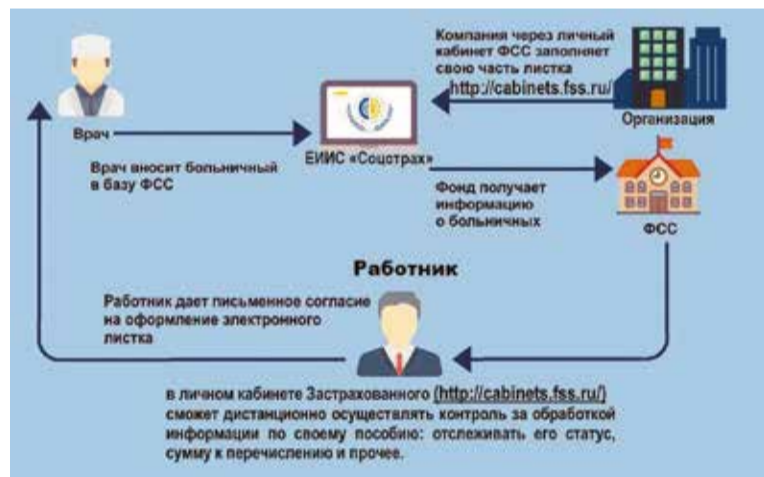 Компания через личный
кабинет ФСС заполняет
свою часть листка
http://cabinets.fss.ru/
Организация
Врач
ЕИИС «Соцстрах»
Врач вносит больничный
в базу ФСС
Фонд получает
информацию
о больничных
ФСС
Работник
Работник дает письменное согласие
на оформление электронного
листка
в личном кабинете Застрахованного (http://cabinets.fss.ru/)
сможет дистанционно осуществлять контроль за обработкой
информации по своему пособию: отслеживать его статус,
сумму к перечислению и прочее.